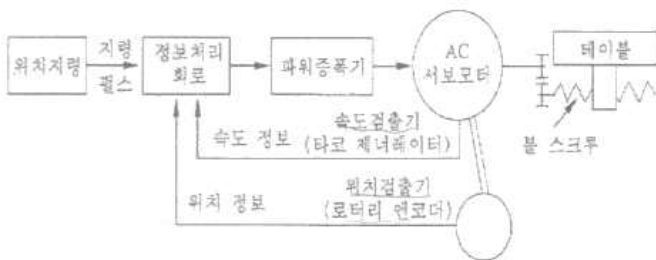 위치지령
지령
펄스
정보처리
회로
파워증폭기
AC
서보모타
테이블
볼 스크루
속도 정보
속도검출기
(타코 제너레이터)
위치 정보
위치검출기
(로터리 엔코더)